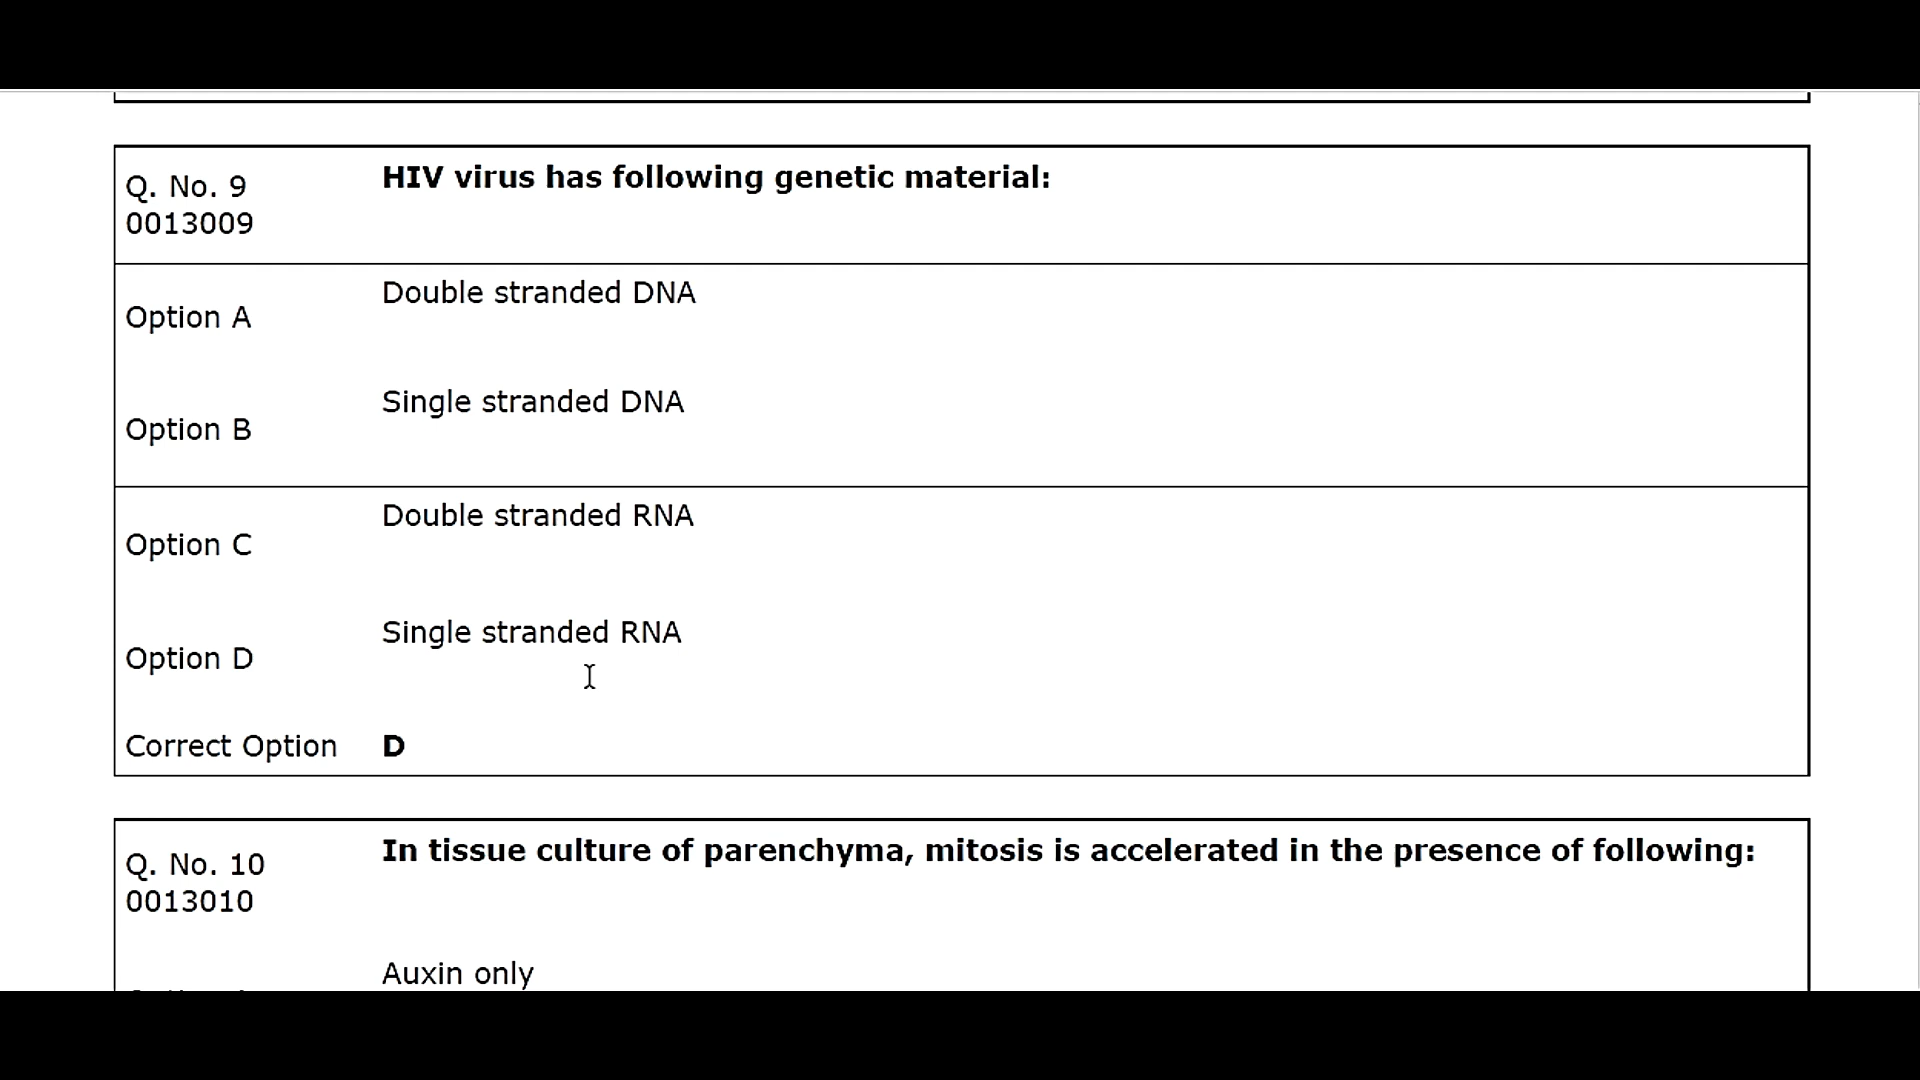 Q. No. 9
0013009
HIV virus has following genetic material:
Option A
Double stranded DNA
Option B
Single stranded DNA
Option C
Double stranded RNA
Option D
Single stranded RNA
Correct Option
D
Q. No. 10
0013010
In tissue culture of parenchyma, mitosis is accelerated in the presence of following:
Auxin only